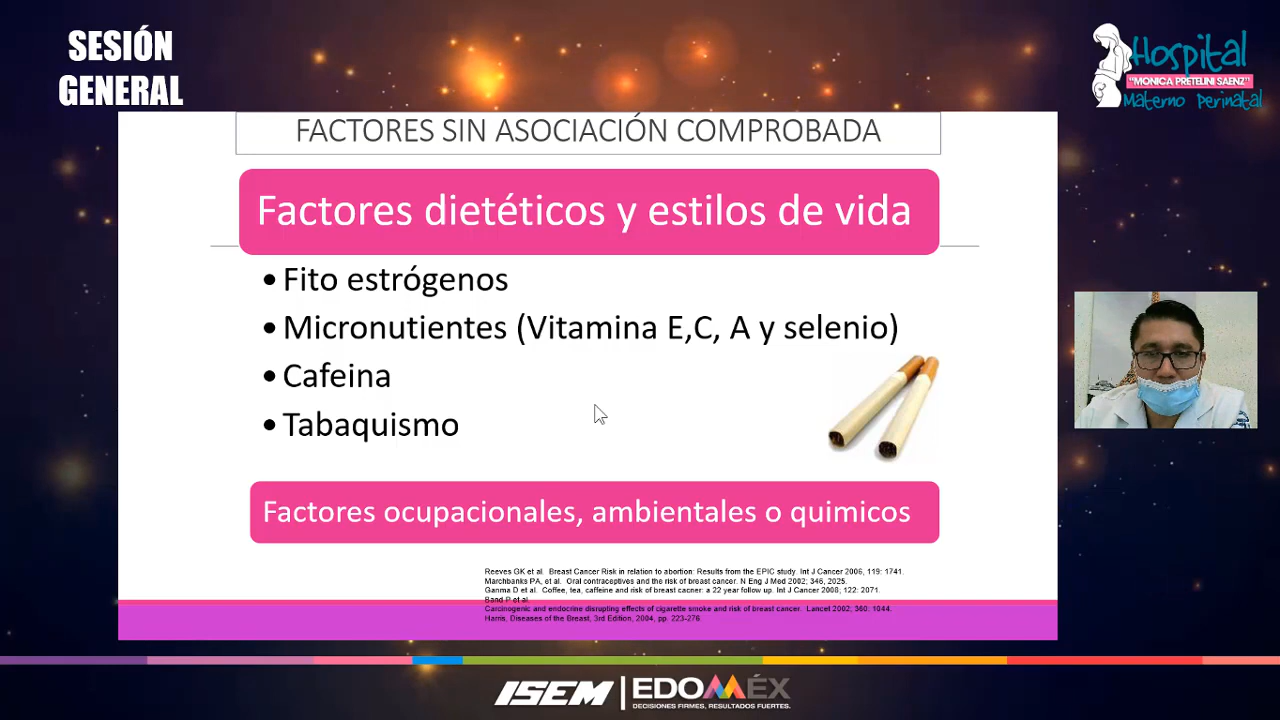 SESIÓN
GENERAL
Hospital
"MONICA PRETELINI SAENZ"
Materno Perinatal
FACTORES SIN ASOCIACIÓN COMPROBADA
Factores dietéticos y estilos de vida
• Fito estrógenos
• Micronutientes (Vitamina E,C, A y selenio)
• Cafeina
• Tabaquismo
Factores ocupacionales, ambientales o quimicos
Reeves GK et al. Breast Cancer Risk in relation to abortion: Results from the EPIC study. Int J Cancer 2006, 119: 1741.
Marchbanks PA, et al. Oral contraceptives and the risk of breast cancer. N Eng J Med 2002; 346, 2025.
Ganma D et al. Coffee, tea, caffeine and risk of breast cacner: a 22 year follow up. Int J Cancer 2008; 122: 2071.
Band P et al.
Carcinogenic and endocrine disrupting effects of cigarette smoke and risk of breast cancer. Lancet 2002; 360: 1044.
Harris, Diseases of the Breast, 3rd Edition, 2004, pp. 223-276.
ISEM
EDOMÉX
DECISIONES FIRMES, RESULTADOS FUERTES.